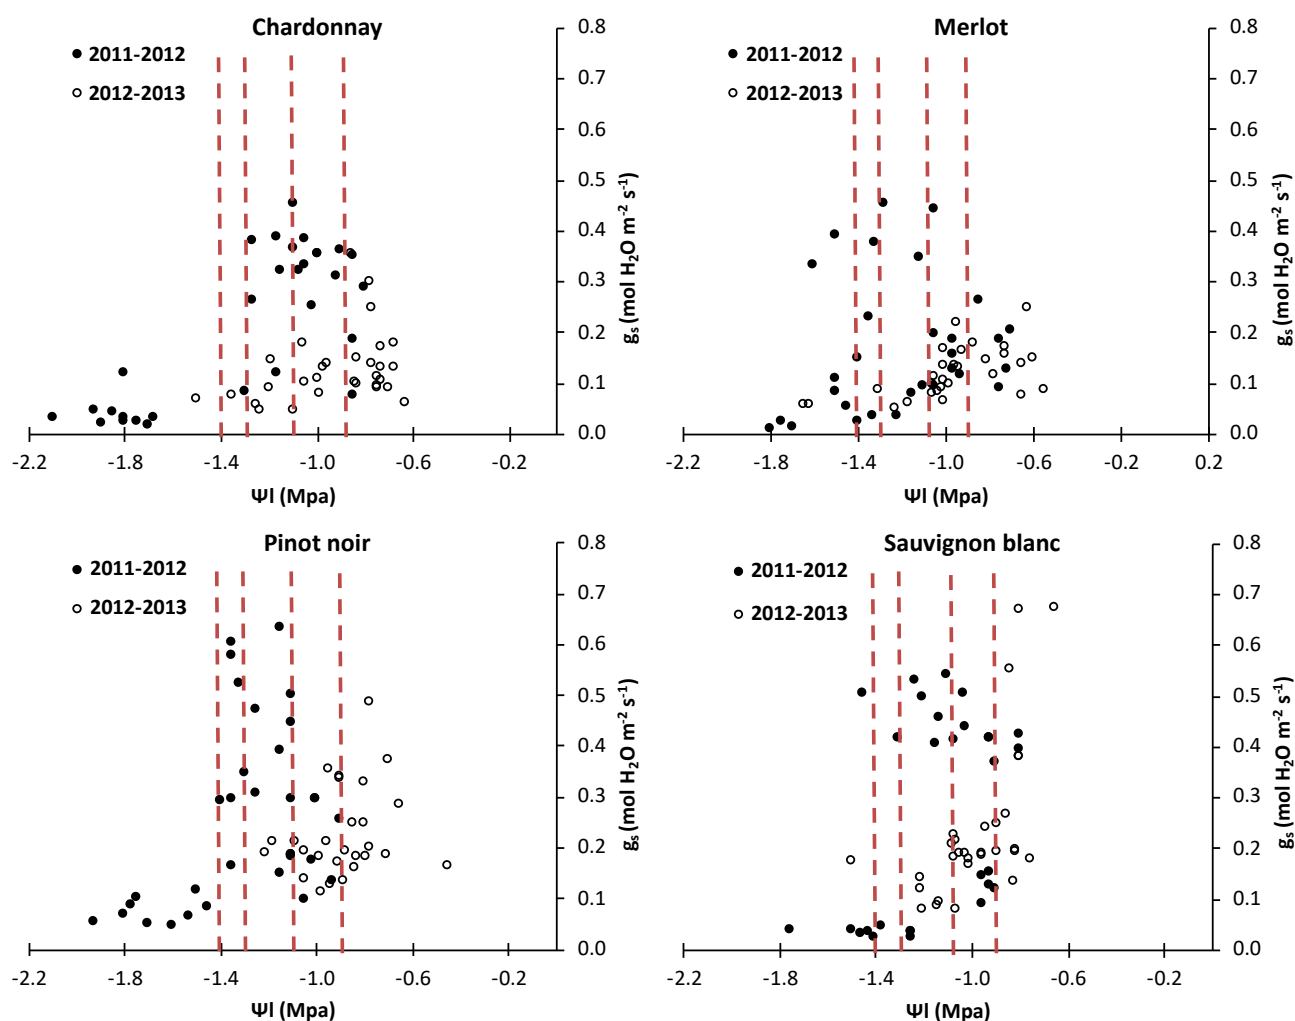 Chardonnay
2011-2012
2012-2013
0.8
0.7
0.6
0.5
0.4
0.3
0.2
0.1
0.0
gs (mol H2O m-2 s-1)
-2.2 -1.8 -1.4 -1.0 -0.6 -0.2
Ψl (Mpa)
Merlot
2011-2012
2012-2013
0.8
0.7
0.6
0.5
0.4
0.3
0.2
0.1
0.0
gs (mol H2O m-2 s-1)
-2.2 -1.8 -1.4 -1.0 -0.6 -0.2 0.2
Ψl (Mpa)
Pinot noir
2011-2012
2012-2013
0.8
0.7
0.6
0.5
0.4
0.3
0.2
0.1
0.0
gs (mol H2O m-2 s-1)
-2.2 -1.8 -1.4 -1.0 -0.6 -0.2
Ψl (Mpa)
Sauvignon blanc
2011-2012
2012-2013
0.8
0.7
0.6
0.5
0.4
0.3
0.2
0.1
0.0
gs (mol H2O m-2 s-1)
-2.2 -1.8 -1.4 -1.0 -0.6 -0.2
Ψl (Mpa)